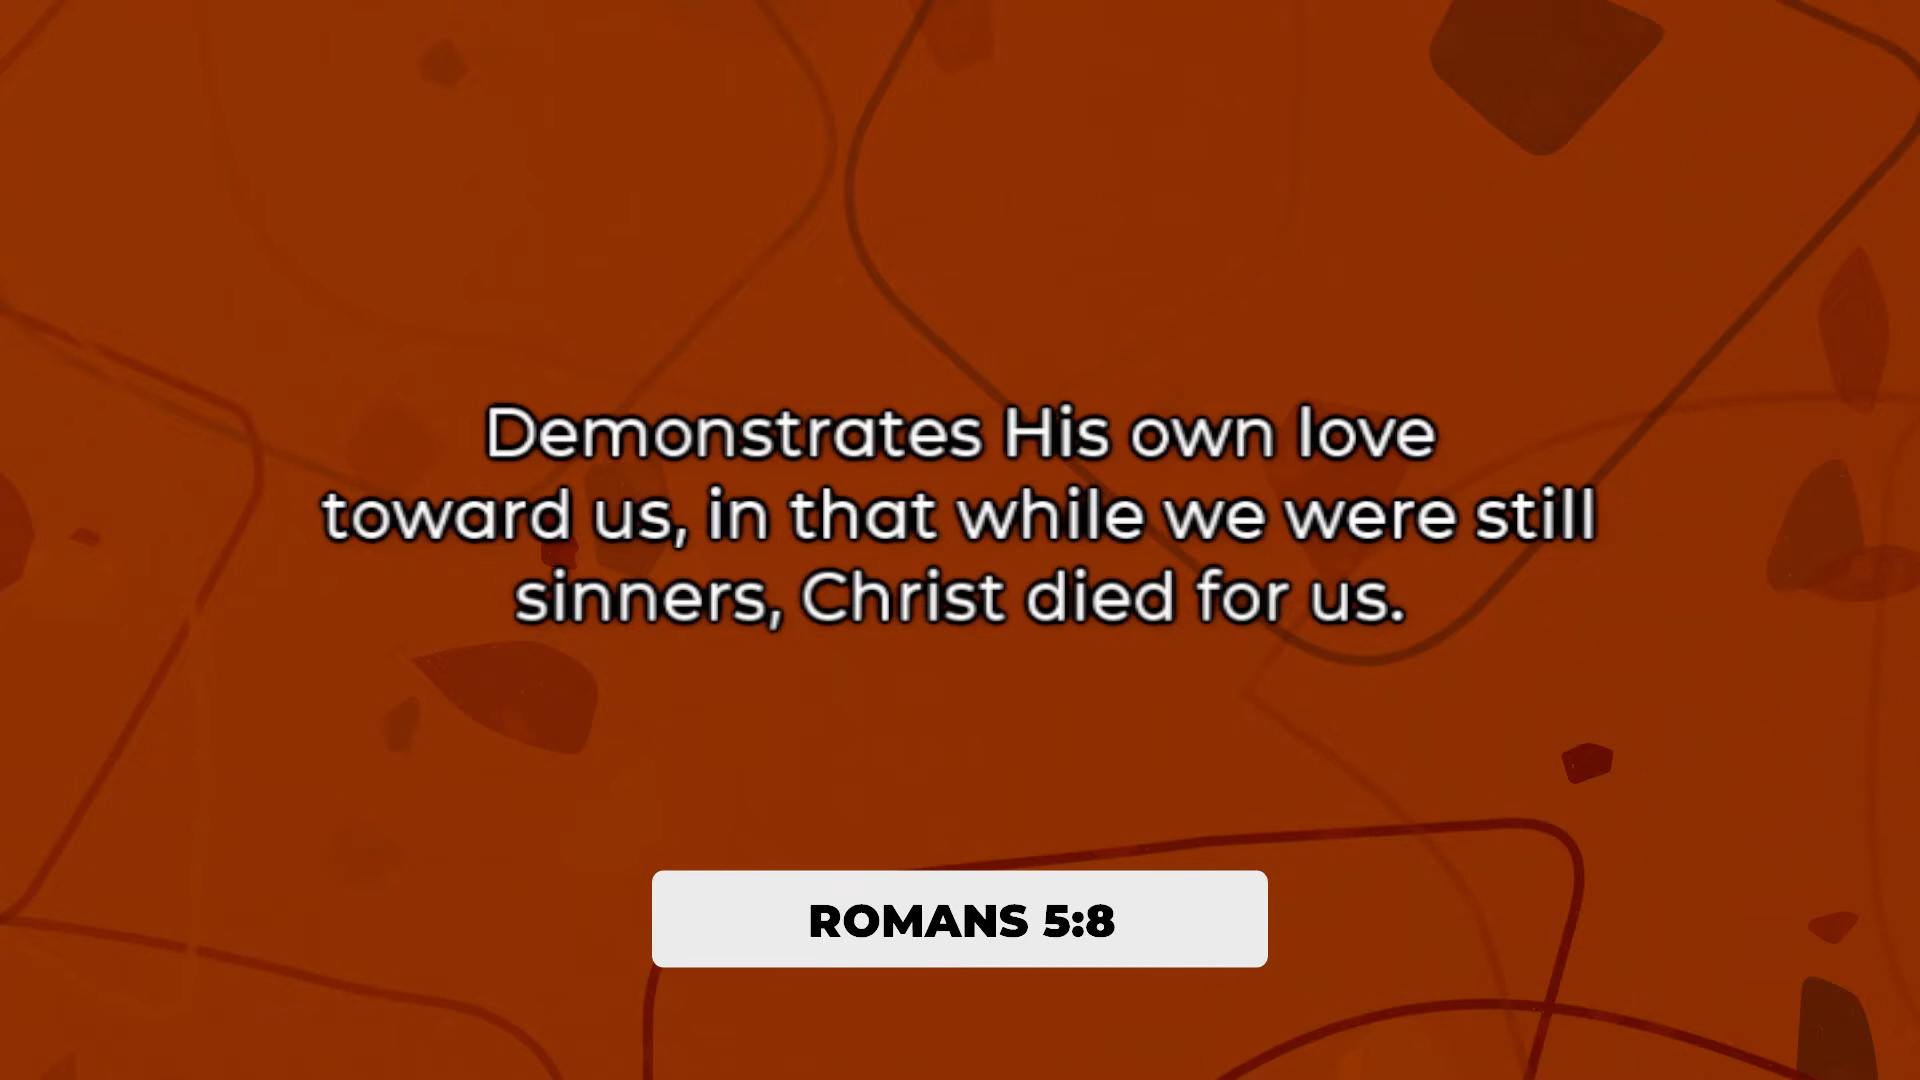 Demonstrates His own love
toward us, in that while we were still
sinners, Christ died for us.
ROMANS 5:8